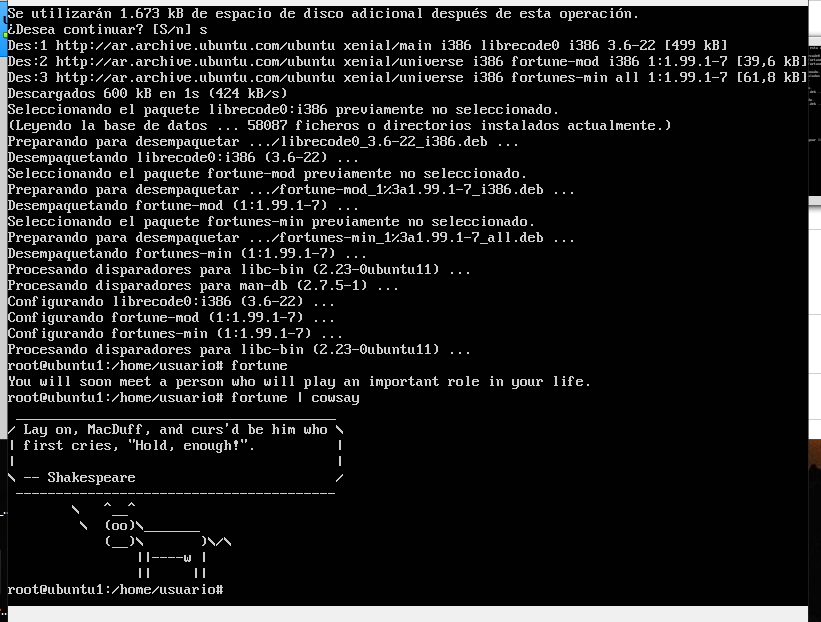 Se utilizarán 1.673 kB de espacio de disco adicional después de esta operación.
¿Desea continuar? [S/n] s
Des:1 http://ar.archive.ubuntu.com/ubuntu xenial/main i386 librecode0 i386 3.6-22 [499 kB]
Des:2 http://ar.archive.ubuntu.com/ubuntu xenial/universe i386 fortune-mod i386 1:1.99.1-7 [39,6 kB]
Des:3 http://ar.archive.ubuntu.com/ubuntu xenial/universe i386 fortunes-min all 1:1.99.1-7 [61,8 kB]
Descargados 600 kB en 1s (424 kB/s)
Seleccionando el paquete librecode0:i386 previamente no seleccionado.
(Leyendo la base de datos ... 58087 ficheros o directorios instalados actualmente.)
Preparando para desempaquetar .../librecode0_3.6-22_i386.deb ...
Desempaquetando librecode0:i386 (3.6-22) ...
Seleccionando el paquete fortune-mod previamente no seleccionado.
Preparando para desempaquetar .../fortune-mod_1%3a1.99.1-7_i386.deb ...
Desempaquetando fortune-mod (1:1.99.1-7) ...
Seleccionando el paquete fortunes-min previamente no seleccionado.
Preparando para desempaquetar .../fortunes-min_1%3a1.99.1-7_all.deb ...
Desempaquetando fortunes-min (1:1.99.1-7) ...
Procesando disparadores para libc-bin (2.23-0ubuntu11) ...
Procesando disparadores para man-db (2.7.5-1) ...
Configurando librecode0:i386 (3.6-22) ...
Configurando fortune-mod (1:1.99.1-7) ...
Configurando fortunes-min (1:1.99.1-7) ...
Procesando disparadores para libc-bin (2.23-0ubuntu11) ...
root@ubuntu1:/home/usuario# fortune
You will soon meet a person who will play an important role in your life.
root@ubuntu1:/home/usuario# fortune | cowsay
 ________________________________________
/ Lay on, MacDuff, and curs'd be him who \
| first cries, "Hold, enough!".          |
|                                        |
\ -- Shakespeare                         /
 ----------------------------------------
        \   ^__^
         \  (oo)\_______
            (__)\       )\/\
                ||----w |
                ||     ||
root@ubuntu1:/home/usuario#